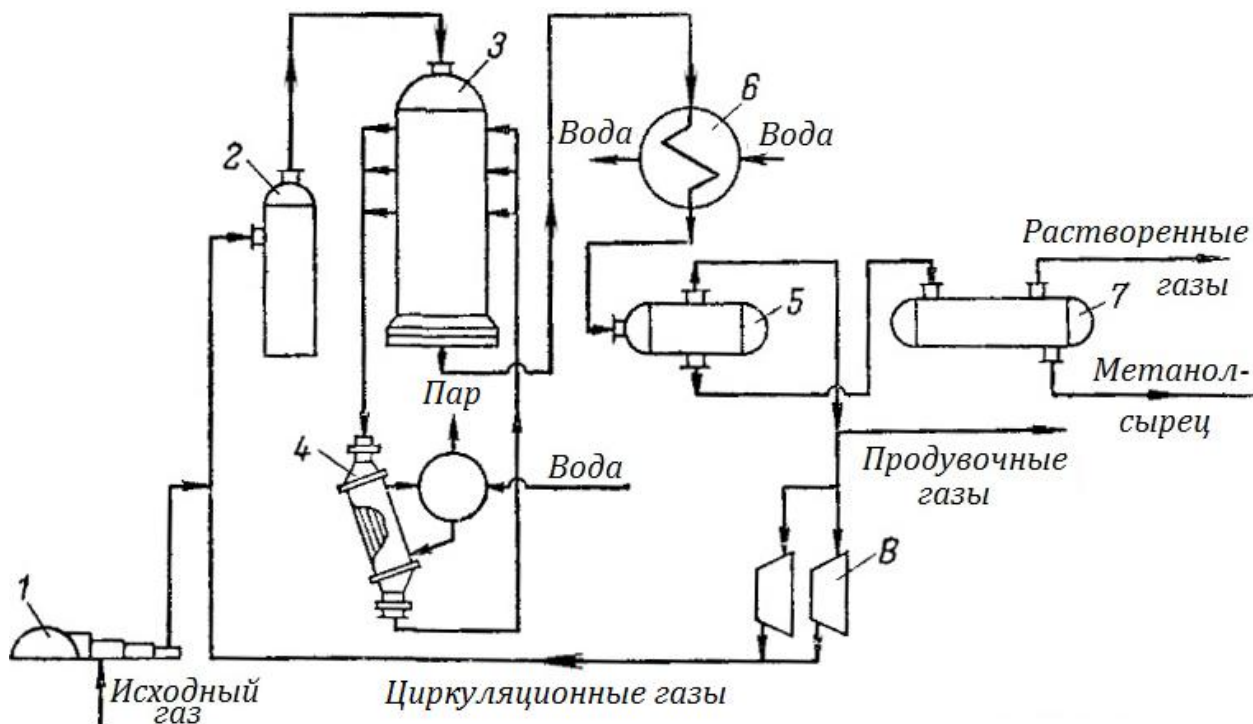 3
6
Вода
Вода
2
Растворенные
газы
5
7
Пар
Метанол-
сырец
4
Вода
Продувочные
газы
8
1
Исходный
газ
Циркуляционные газы